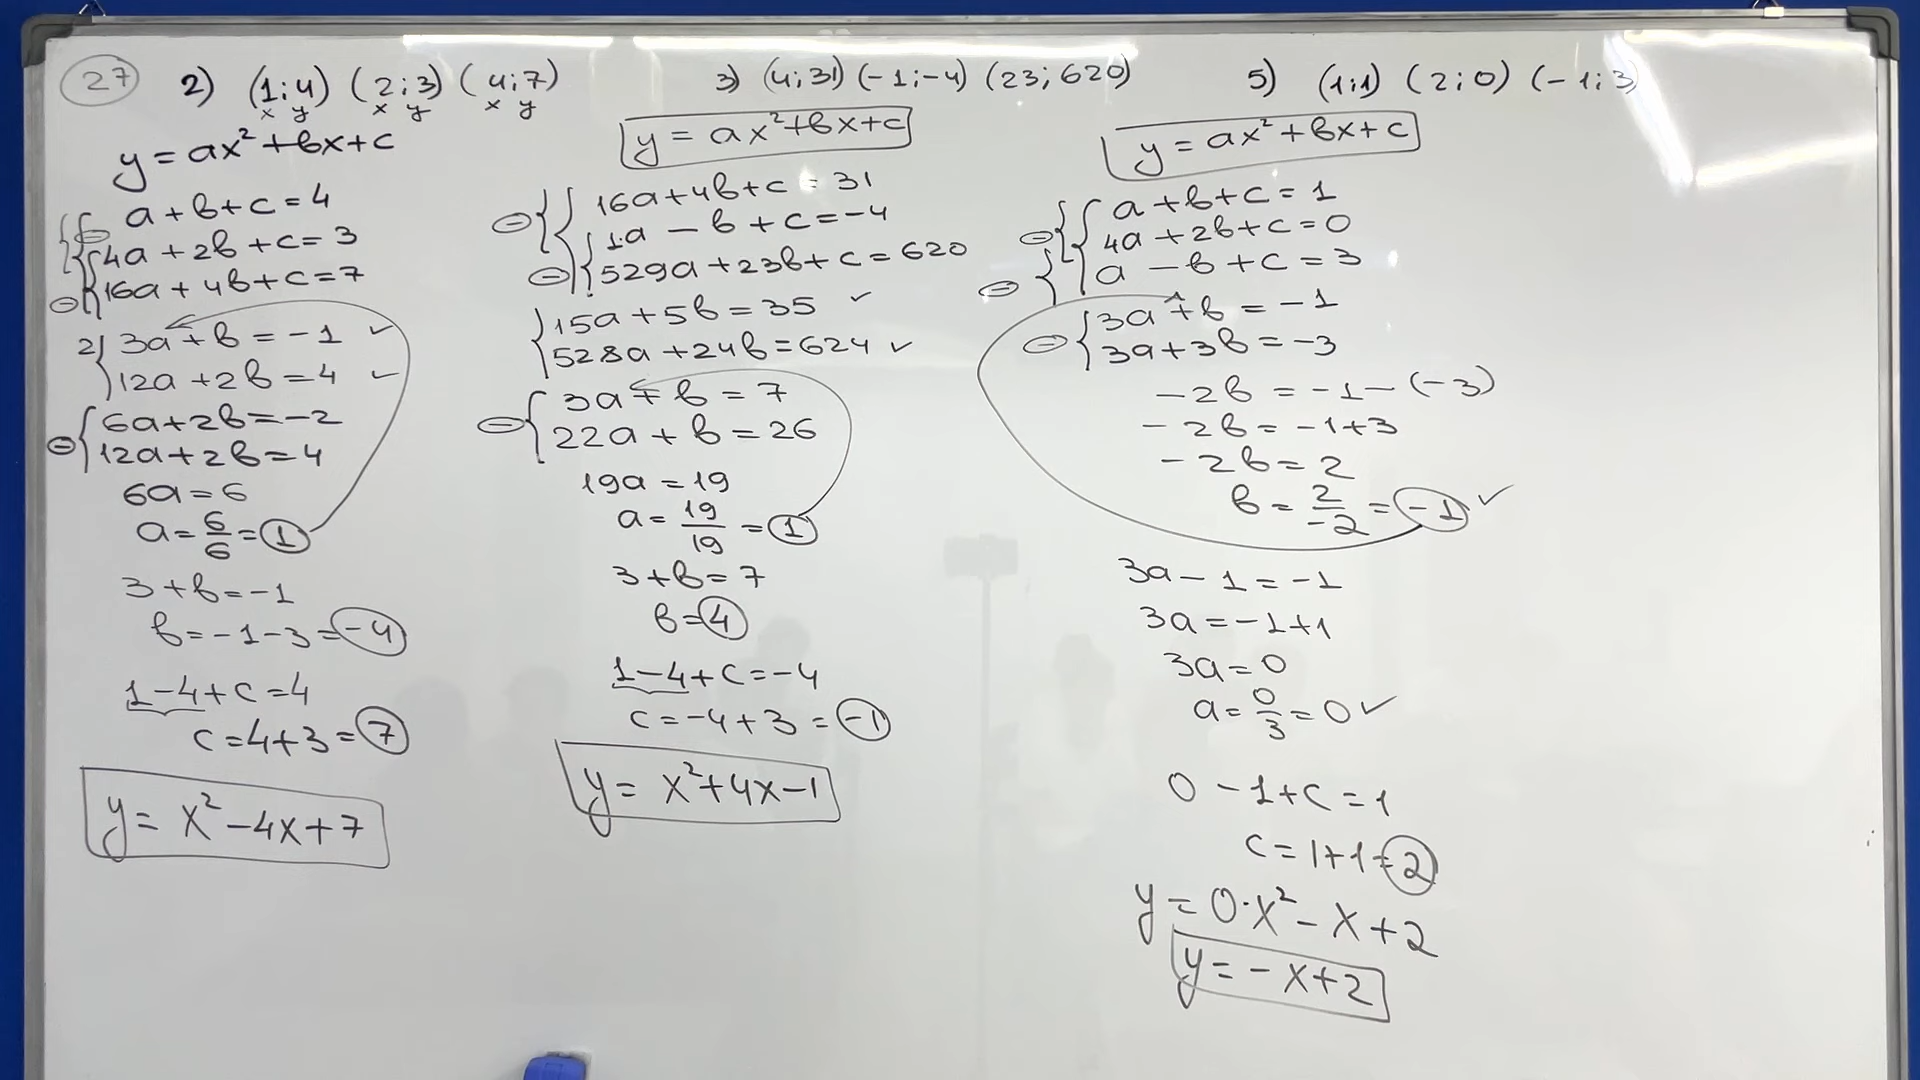 27
2) (1;4) (2;3) (4;7)
x y x y x y
y = ax² + bx + c
a + b + c = 4
4a + 2b + c = 3
16a + 4b + c = 7
2 3a + b = -1 ✓
12a + 2b = 4 ✓
6a + 2b = -2
12a + 2b = 4
6a = 6
a = 6/6 = 1
3 + b = -1
b = -1 - 3 = -4
1 - 4 + c = 4
c = 4 + 3 = 7
y = x² - 4x + 7
3) (4;31) (-1;-4) (23;620)
y = ax² + bx + c
16a + 4b + c = 31
1a - b + c = -4
529a + 23b + c = 620
15a + 5b = 35 ✓
528a + 24b = 624 ✓
3a + b = 7
22a + b = 26
19a = 19
a = 19/19 = 1
3 + b = 7
b = 4
1 - 4 + c = -4
c = -4 + 3 = -1
y = x² + 4x - 1
5) (1;1) (2;0) (-1;3)
y = ax² + bx + c
a + b + c = 1
4a + 2b + c = 0
a - b + c = 3
3a + b = -1
3a + 3b = -3
-2b = -1 - (-3)
-2b = -1 + 3
-2b = 2
b = 2/-2 = -1 ✓
3a - 1 = -1
3a = -1 + 1
3a = 0
a = 0/3 = 0 ✓
0 - 1 + c = 1
c = 1 + 1 = 2
y = 0·x² - x + 2
y = -x + 2